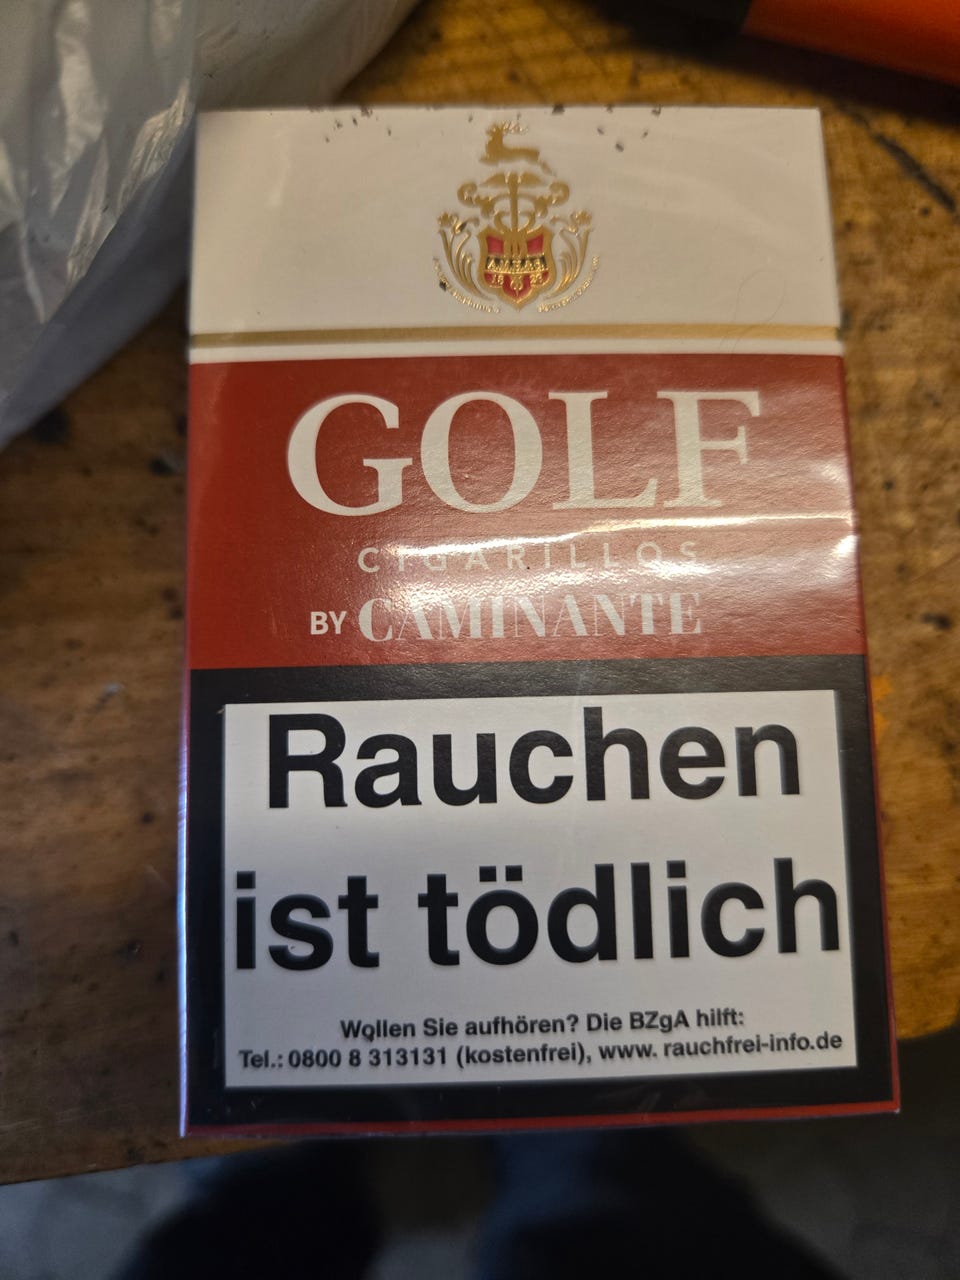 GOLF
CIGARILLOS
BY CAMINANTE
Rauchen
ist tödlich
Wollen Sie aufhören? Die BZgA hilft:
Tel.: 0800 8 313131 (kostenfrei), www. rauchfrei-info.de